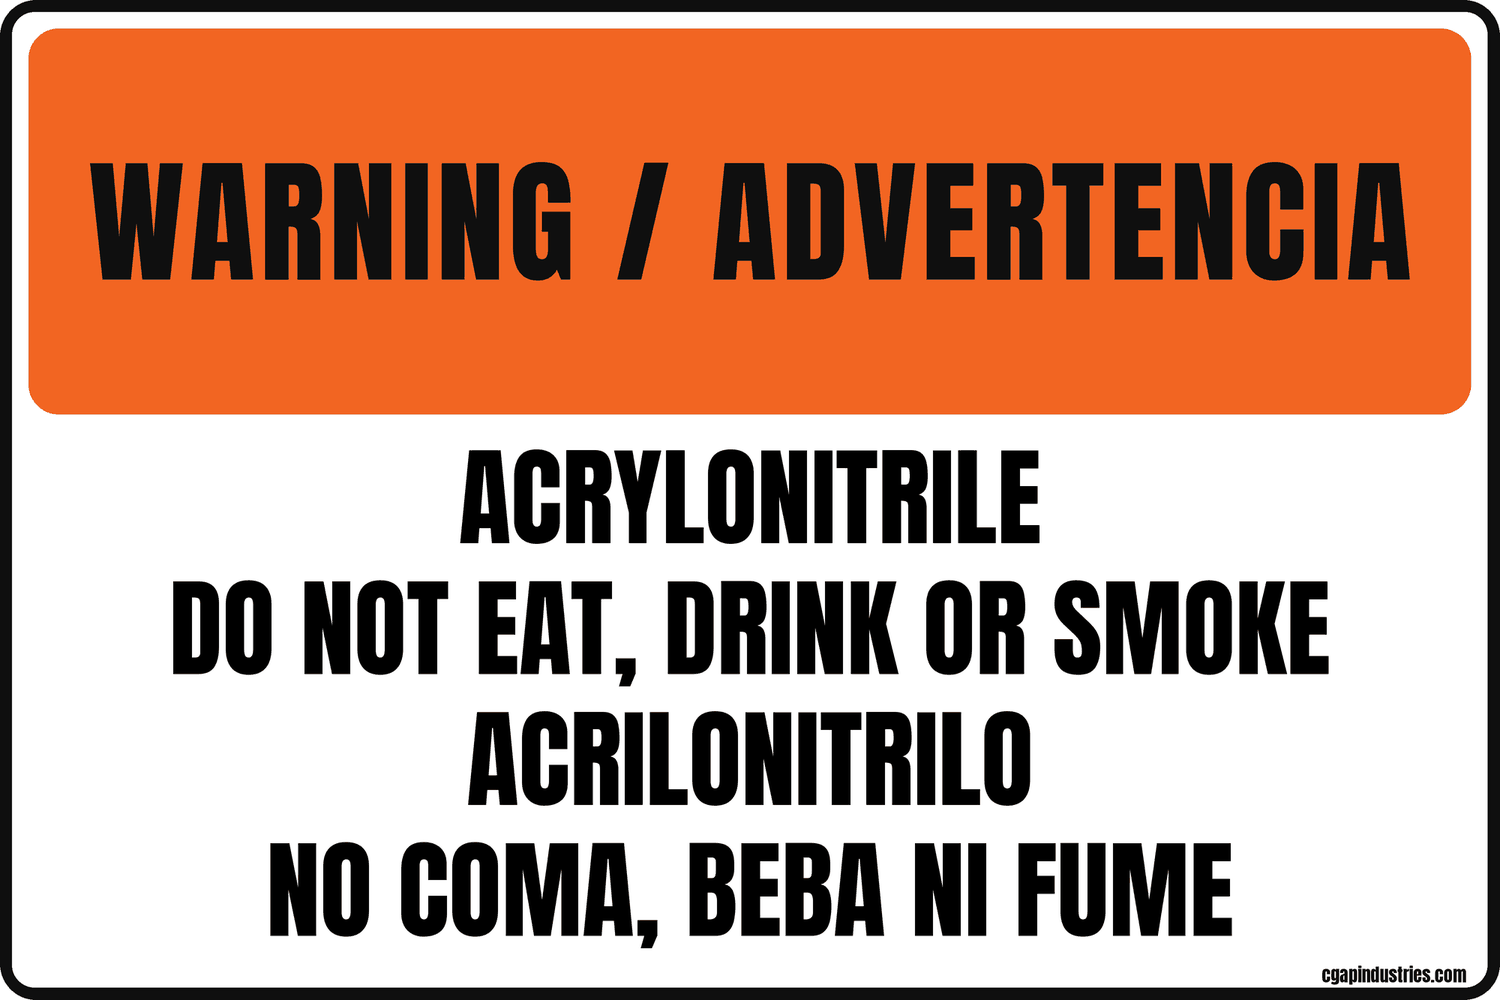 WARNING / ADVERTENCIA
ACRYLONITRILE
DO NOT EAT, DRINK OR SMOKE
ACRILONITRILO
NO COMA, BEBA NI FUME
cgapindustries.com